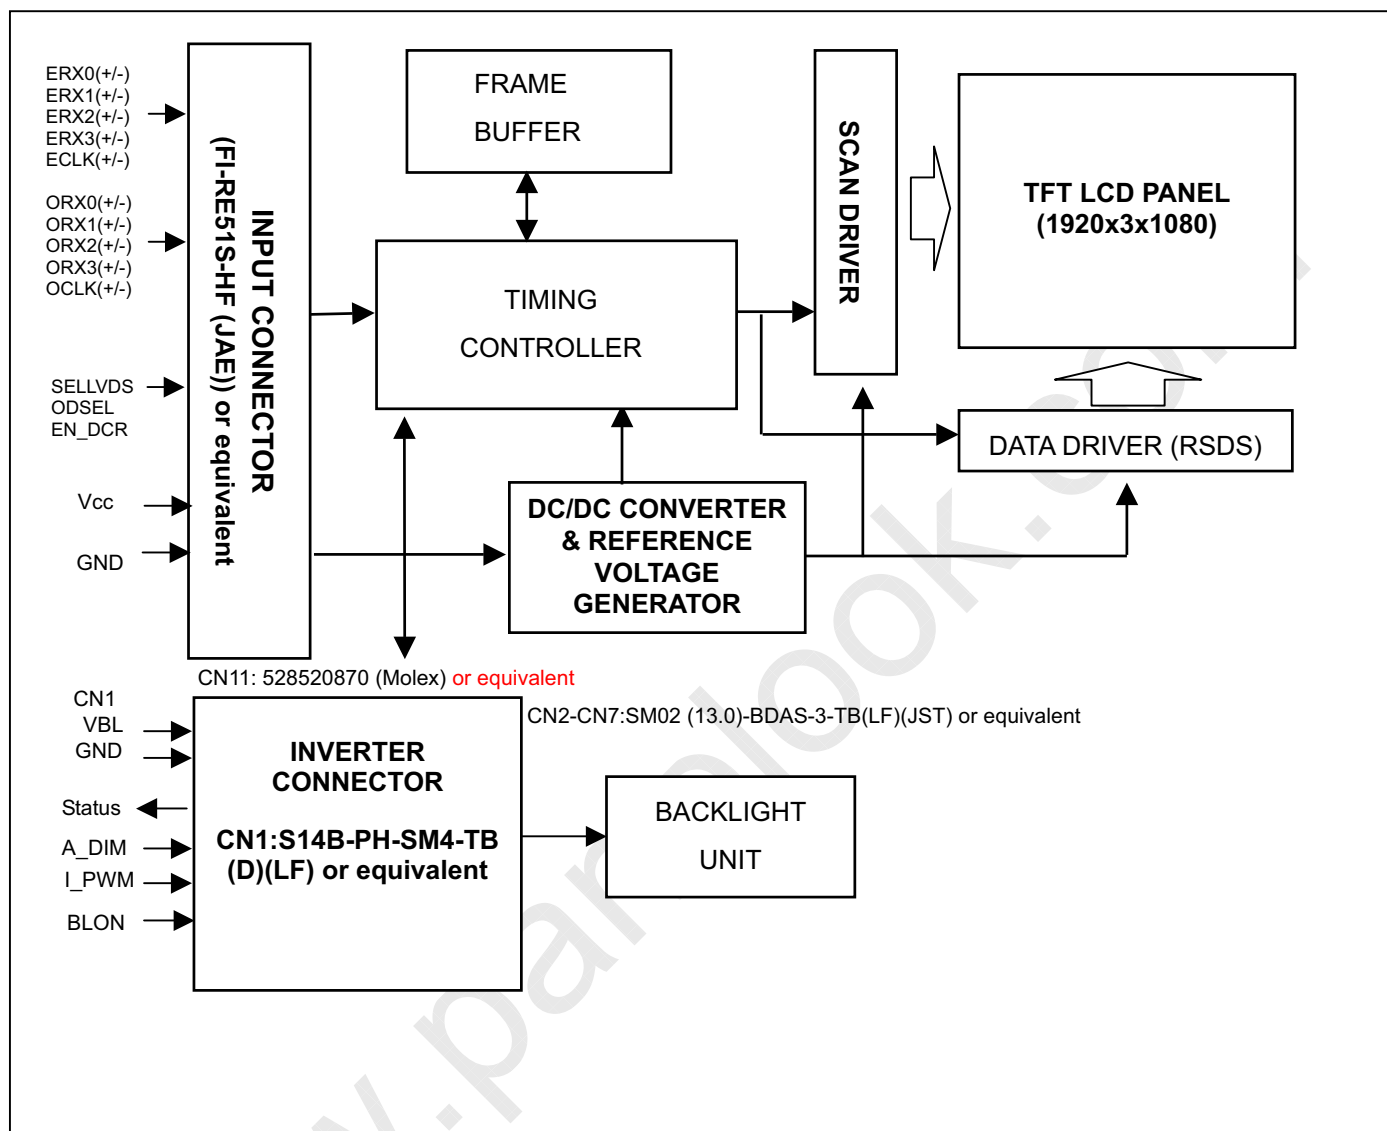 ERX0(+/-)
ERX1(+/-)
ERX2(+/-)
ERX3(+/-)
ECLK(+/-)
ORX0(+/-)
ORX1(+/-)
ORX2(+/-)
ORX3(+/-)
OCLK(+/-)
SELLVDS
ODSEL
EN_DCR
Vcc
GND
INPUT CONNECTOR
(FI-RE51S-HF (JAE)) or equivalent
FRAME
BUFFER
TIMING
CONTROLLER
SCAN DRIVER
TFT LCD PANEL
(1920x3x1080)
DATA DRIVER (RSDS)
DC/DC CONVERTER
& REFERENCE
VOLTAGE
GENERATOR
CN11: 528520870 (Molex) or equivalent
CN2-CN7:SM02 (13.0)-BDAS-3-TB(LF)(JST) or equivalent
CN1
VBL
GND
Status
A_DIM
I_PWM
BLON
INVERTER
CONNECTOR
CN1:S14B-PH-SM4-TB
(D)(LF) or equivalent
BACKLIGHT
UNIT